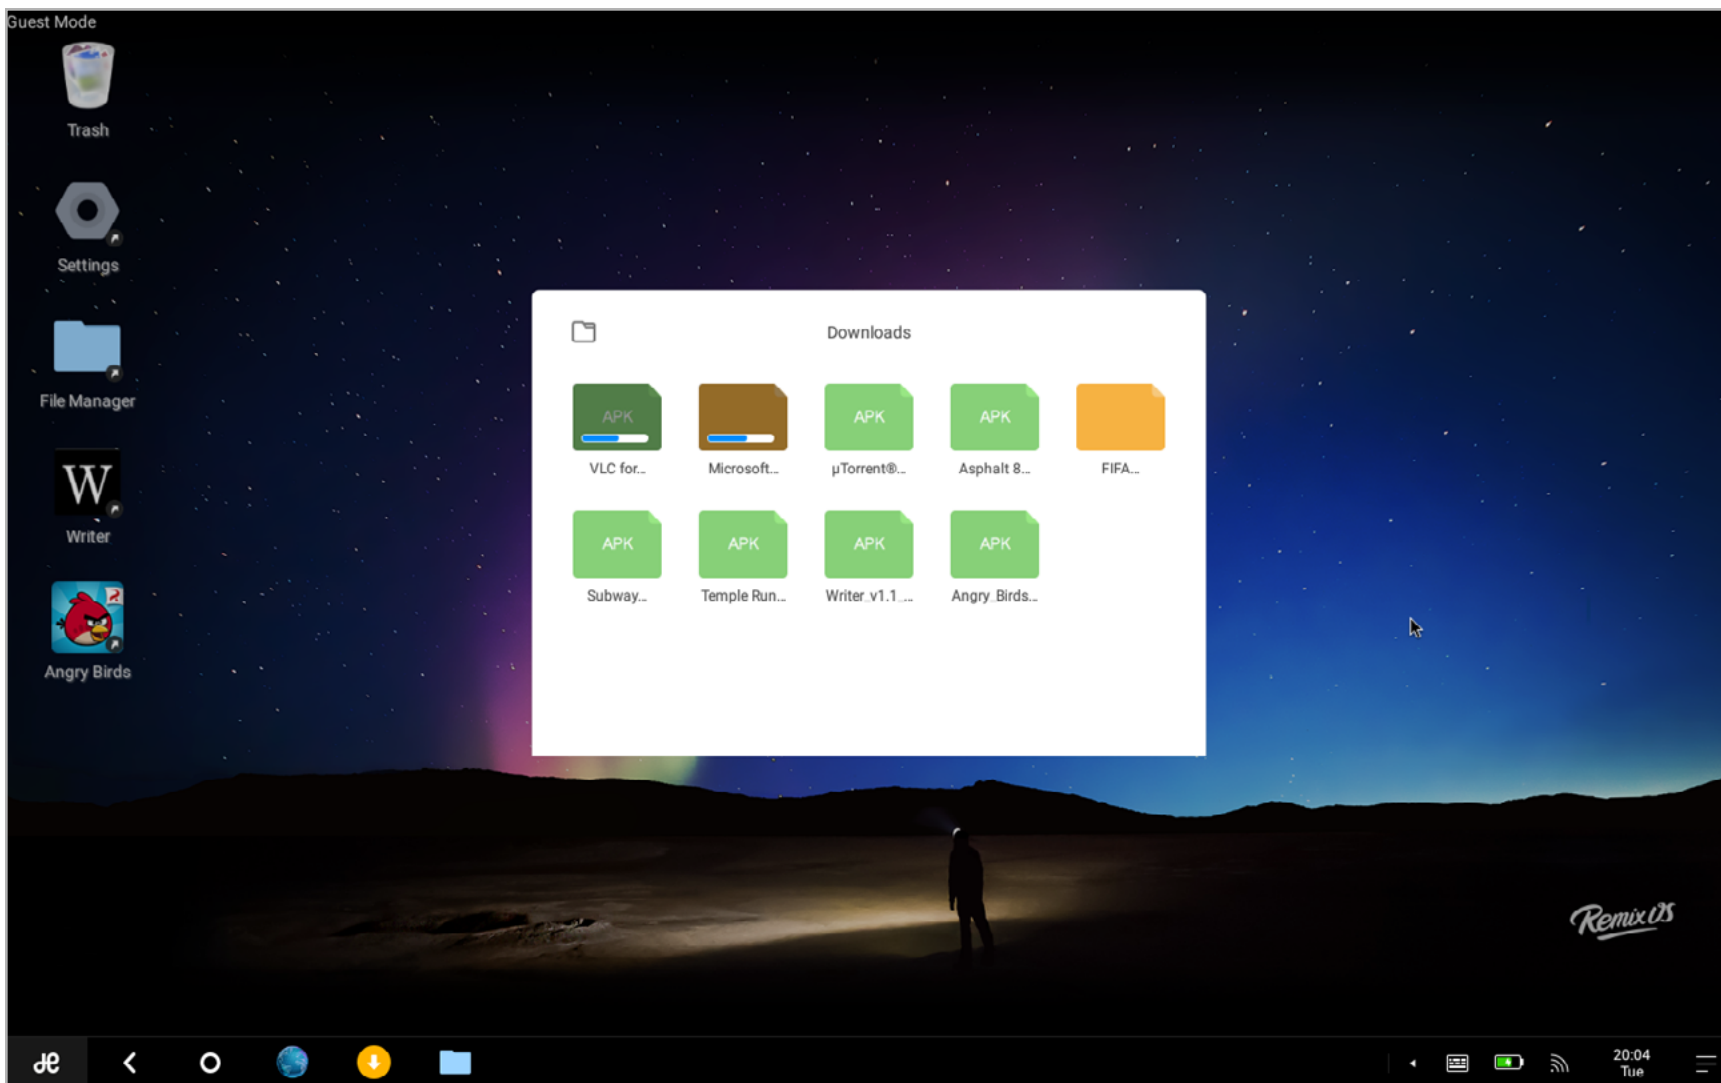 Guest Mode
Trash
Settings
File Manager
W
Writer
Angry Birds
Downloads
APK
APK
APK
VLC for...
Microsoft...
µTorrent®...
Asphalt 8...
FIFA...
APK
APK
APK
APK
Subway...
Temple Run...
Writer_v1.1_...
Angry_Birds...
Remix OS
20:04
Tue